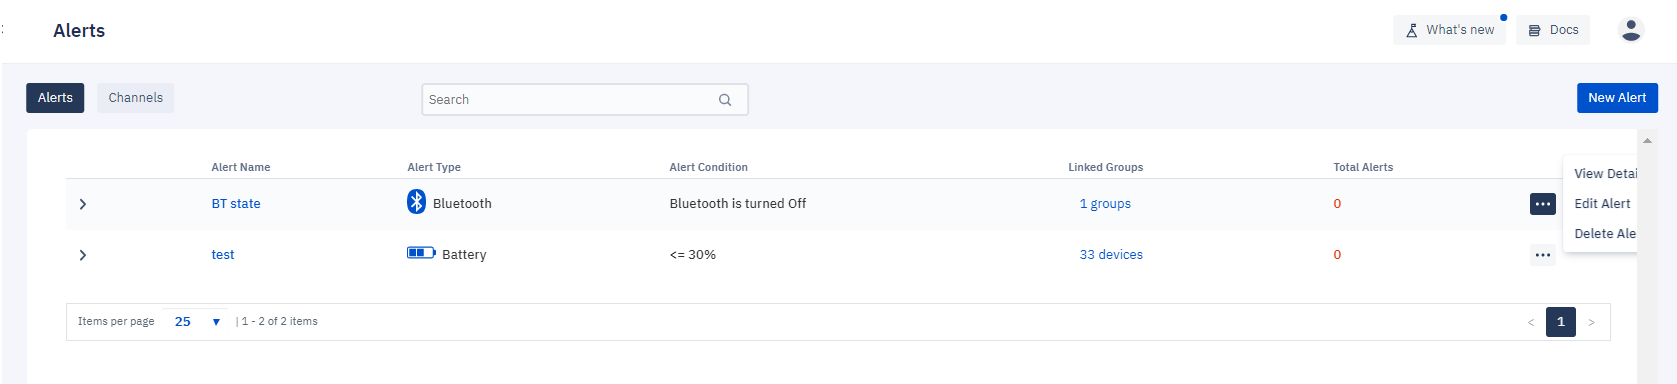 Alerts
What's new
Docs
Alerts
Channels
Search
New Alert
Alert Name
Alert Type
Alert Condition
Linked Groups
Total Alerts
View Detai
BT state
Bluetooth
Bluetooth is turned Off
1 groups
0
Edit Alert
Delete Ale
test
Battery
<= 30%
33 devices
0
Items per page
25
| 1 - 2 of 2 items
<
1
>